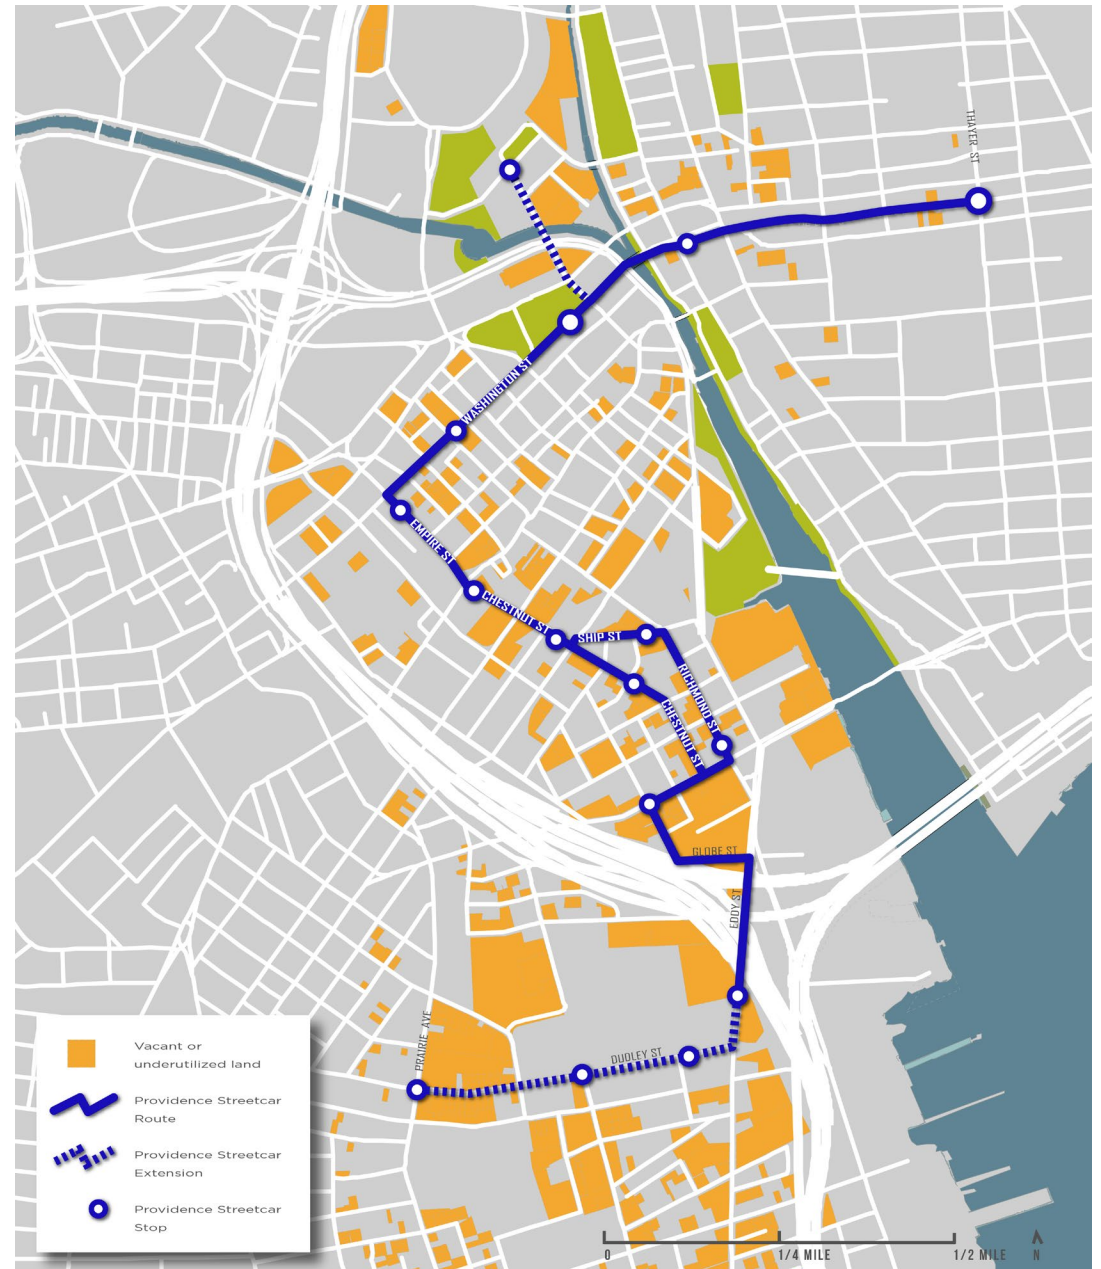 THAYER ST
WASHINGTON ST
EMPIRE ST
CHESTNUT ST
SHIP ST
RICHMOND ST
CHESTNUT ST
GLOBE ST
EDDY ST
PRAIRIE AVE
DUDLEY ST
Vacant or
underutilized land
Providence Streetcar
Route
Providence Streetcar
Extension
Providence Streetcar
Stop
0
1/4 MILE
1/2 MILE
N